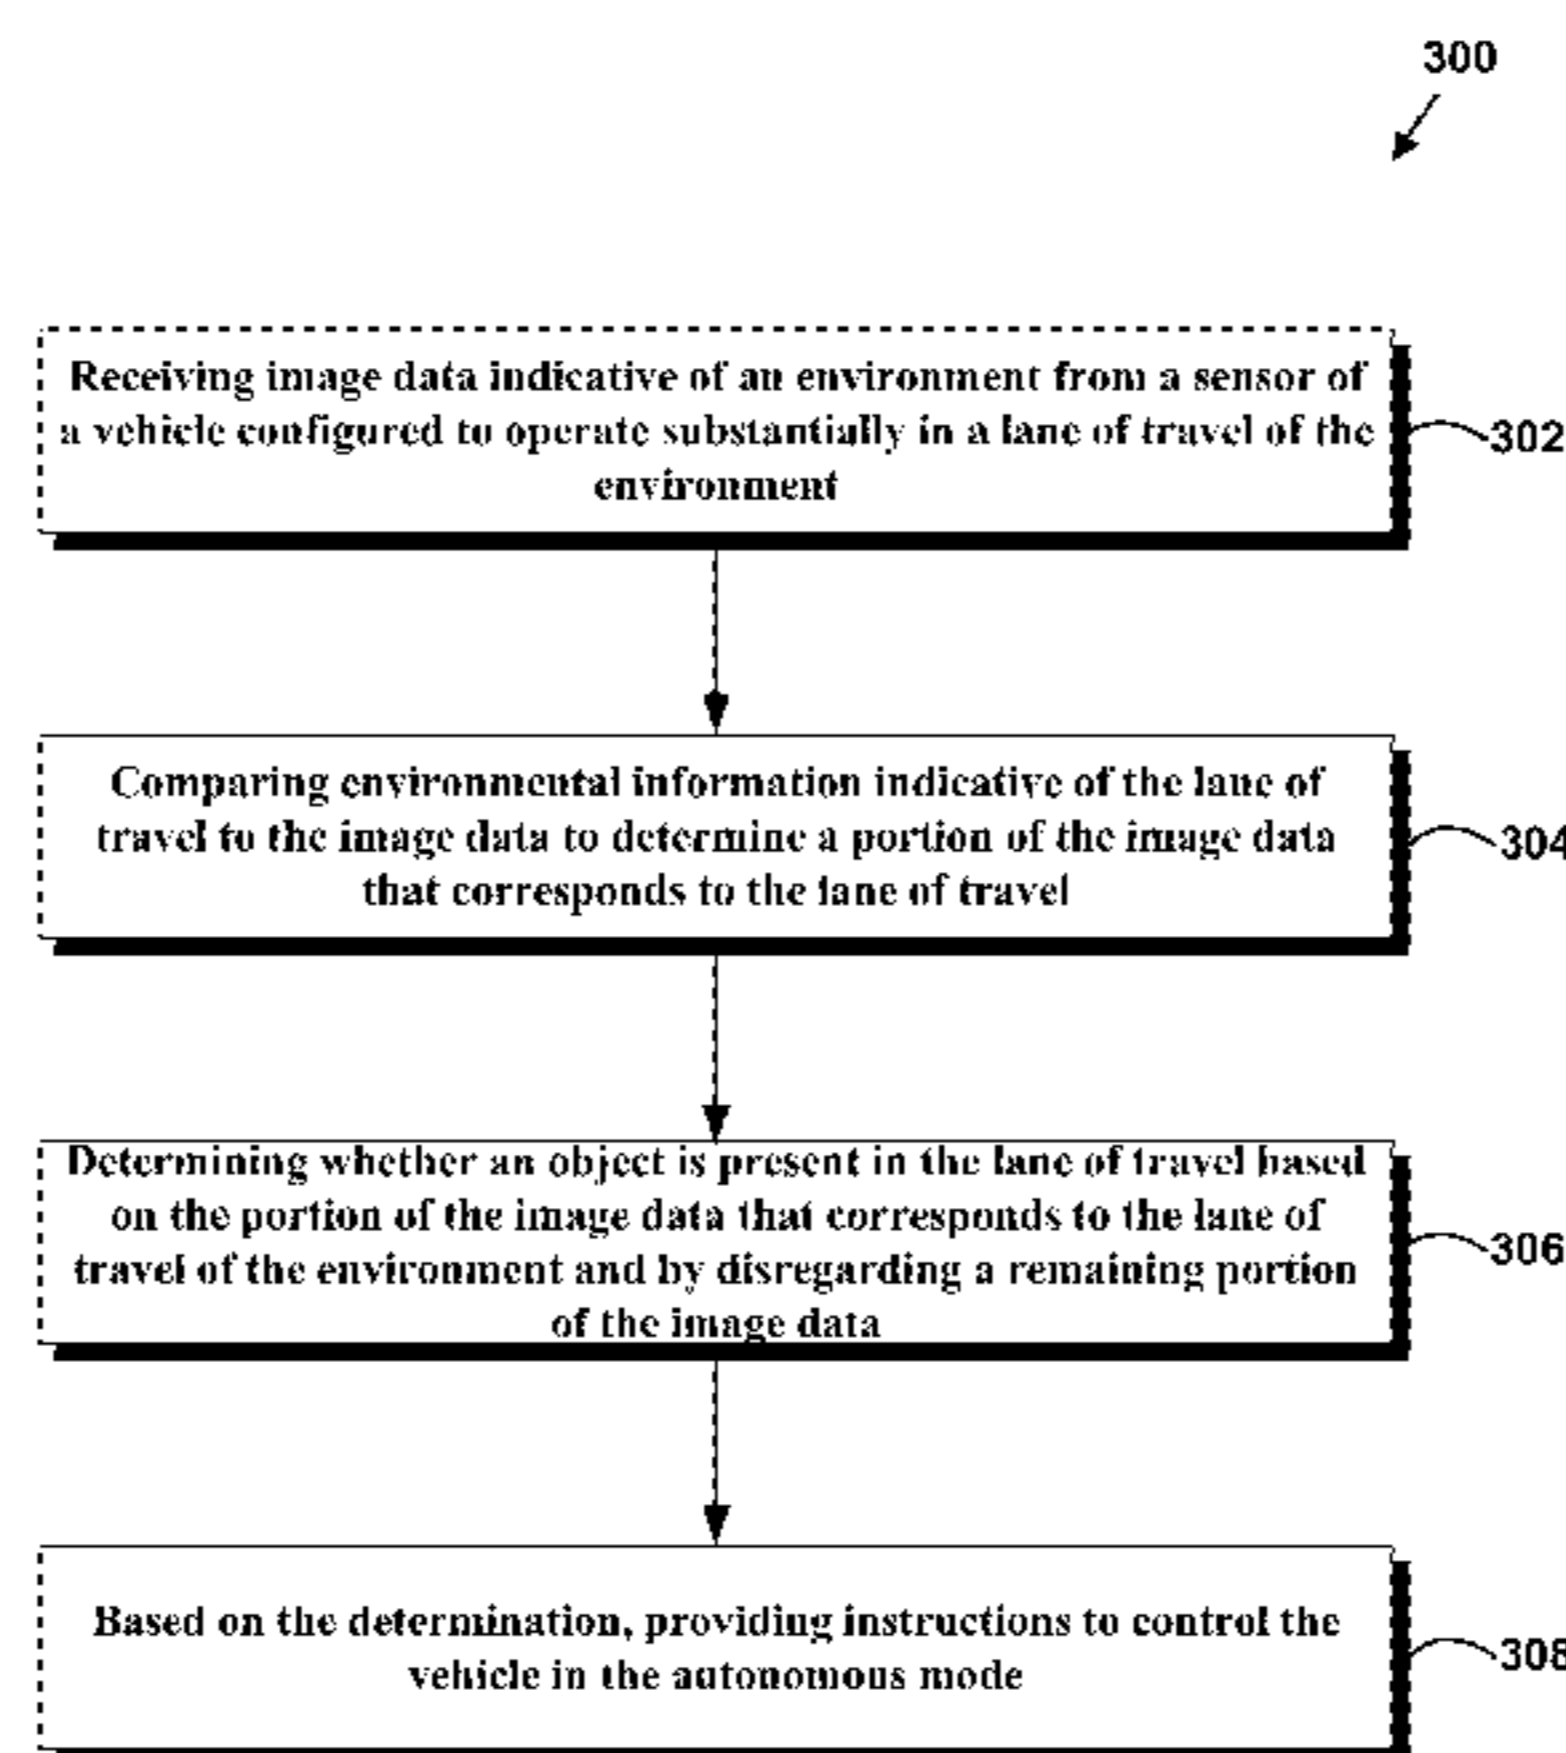 300
Receiving image data indicative of an environment from a sensor of
a vehicle configured to operate substantially in a lane of travel of the
environment
302
Comparing environmental information indicative of the lane of
travel to the image data to determine a portion of the image data
that corresponds to the lane of travel
304
Determining whether an object is present in the lane of travel based
on the portion of the image data that corresponds to the lane of
travel of the environment and by disregarding a remaining portion
of the image data
306
Based on the determination, providing instructions to control the
vehicle in the autonomous mode
308